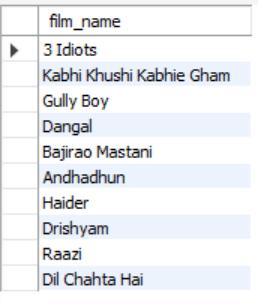 film_name
3 Idiots
Kabhi Khushi Kabhie Gham
Gully Boy
Dangal
Bajirao Mastani
Andhadhun
Haider
Drishyam
Raazi
Dil Chahta Hai